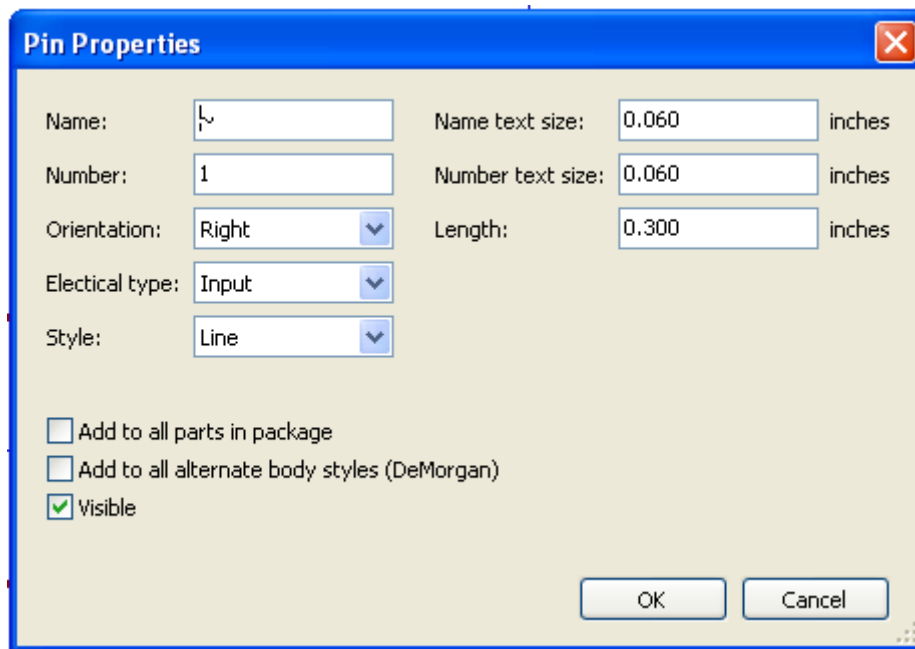 Pin Properties
Name: ~
Name text size: 0.060 inches
Number: 1
Number text size: 0.060 inches
Orientation: Right
Length: 0.300 inches
Electical type: Input
Style: Line
Add to all parts in package
Add to all alternate body styles (DeMorgan)
Visible
OK
Cancel